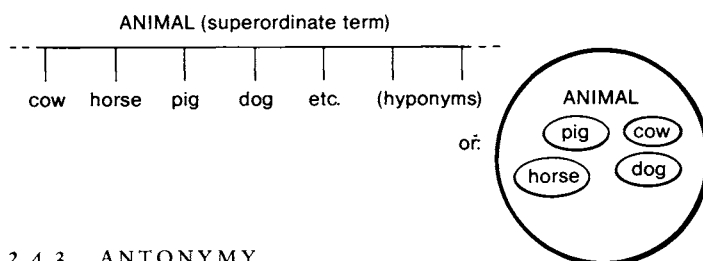 ANIMAL (superordinate term)
cow horse pig dog etc. (hyponyms)
or:
ANIMAL
pig cow
horse dog
2.4.3 ANTONYMY